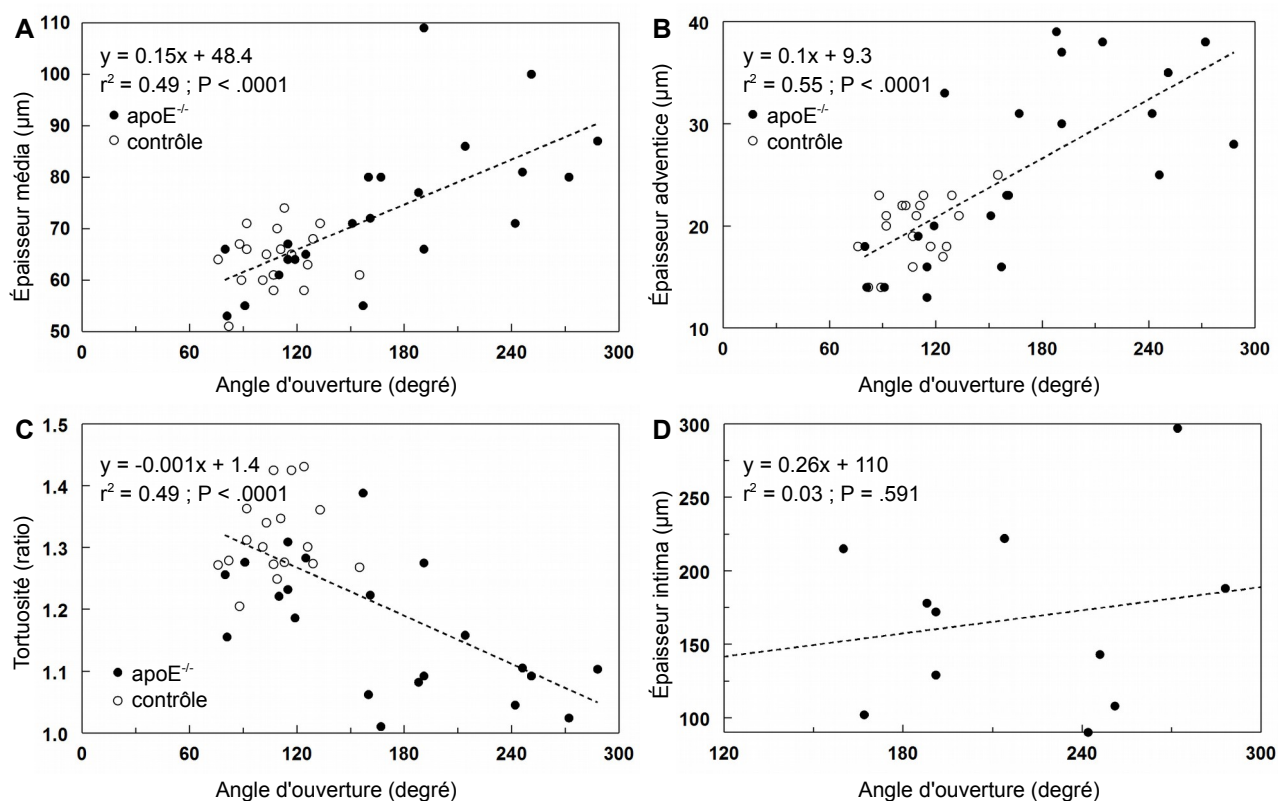 A
y = 0.15x + 48.4
r² = 0.49 ; P < .0001
apoE⁻/⁻
contrôle
Épaisseur média (µm)
110
100
90
80
70
60
50
0 60 120 180 240 300
Angle d'ouverture (degré)
B
y = 0.1x + 9.3
r² = 0.55 ; P < .0001
apoE⁻/⁻
contrôle
Épaisseur adventice (µm)
40
30
20
10
0 60 120 180 240 300
Angle d'ouverture (degré)
C
y = -0.001x + 1.4
r² = 0.49 ; P < .0001
apoE⁻/⁻
contrôle
Tortuosité (ratio)
1.5
1.4
1.3
1.2
1.1
1.0
0 60 120 180 240 300
Angle d'ouverture (degré)
D
y = 0.26x + 110
r² = 0.03 ; P = .591
Épaisseur intima (µm)
300
250
200
150
100
120 180 240 300
Angle d'ouverture (degré)